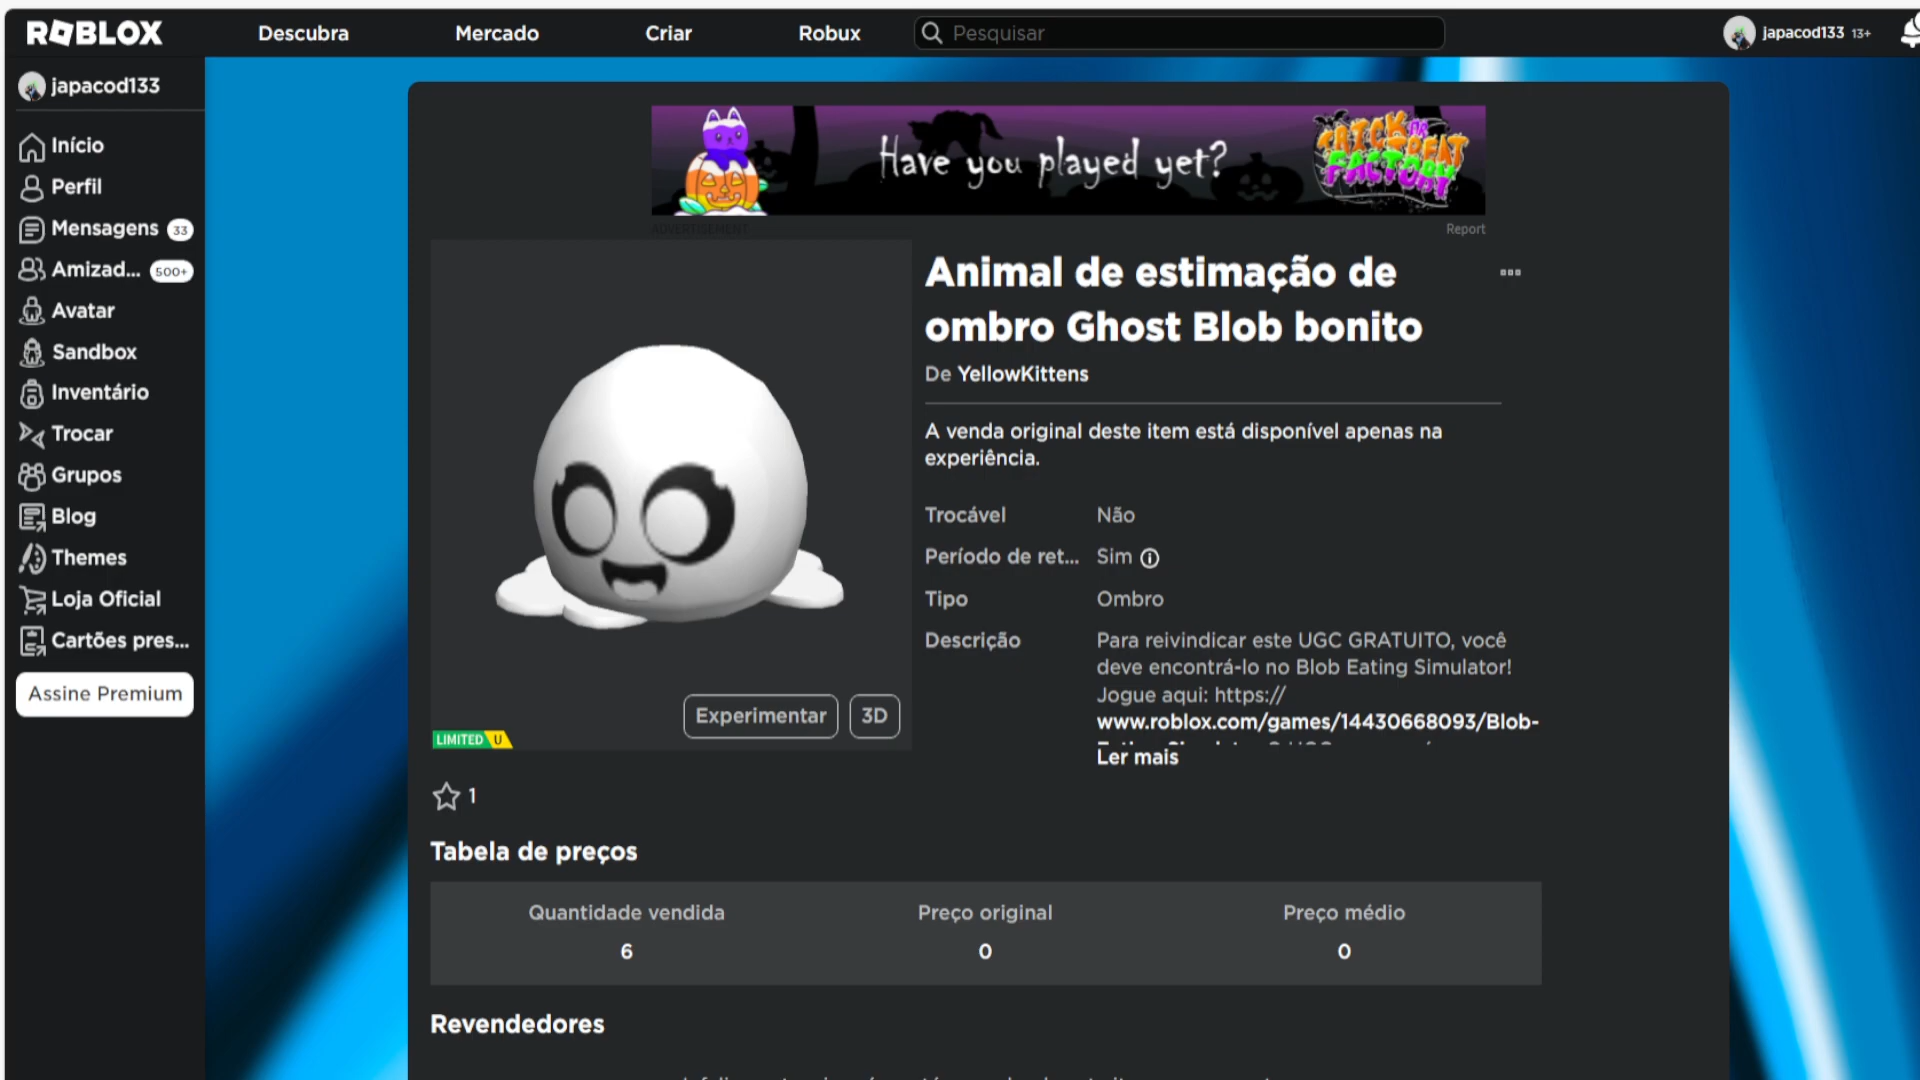 ROBLOX
Descubra
Mercado
Criar
Robux
Pesquisar
japacod133 13+
japacod133
Início
Perfil
Mensagens 33
Amizad... 500+
Avatar
Sandbox
Inventário
Trocar
Grupos
Blog
Themes
Loja Oficial
Cartões pres...
Assine Premium
Have you played yet?
ADVERTISEMENT
Report
Animal de estimação de
ombro Ghost Blob bonito
De YellowKittens
A venda original deste item está disponível apenas na
experiência.
Trocável Não
Período de ret... Sim
Tipo Ombro
Descrição Para reivindicar este UGC GRATUITO, você
deve encontrá-lo no Blob Eating Simulator!
Jogue aqui: https://
www.roblox.com/games/14430668093/Blob-
Ler mais
Experimentar
3D
LIMITED U
1
Tabela de preços
Quantidade vendida
6
Preço original
0
Preço médio
0
Revendedores